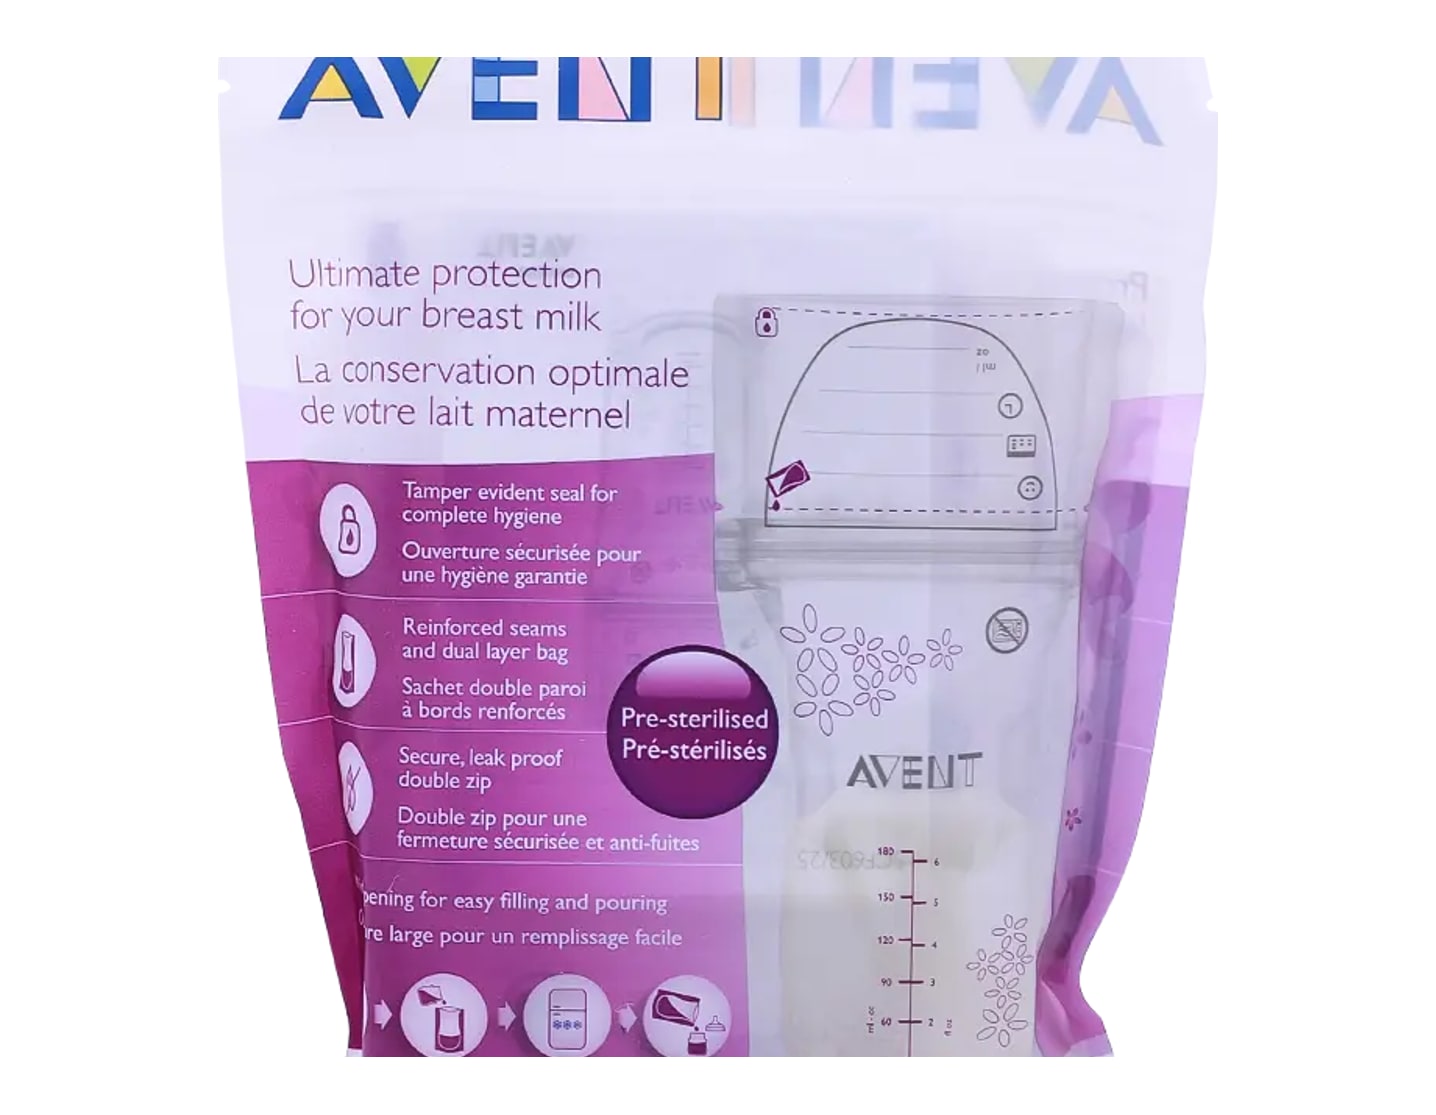 AVENT
Ultimate protection
for your breast milk
La conservation optimale
de votre lait maternel
Tamper evident seal for
complete hygiene
Ouverture sécurisée pour
une hygiène garantie
Reinforced seams
and dual layer bag
Sachet double paroi
à bords renforcés
Secure, leak proof
double zip
Double zip pour une
fermeture sécurisée et anti-fuites
for easy filling and pouring
large pour un remplissage facile
Pre-sterilised
Pré-stérilisés
oz
ml /
AVENT
180
6
150
5
120
4
90
3
ml - cc
60
2
fl oz